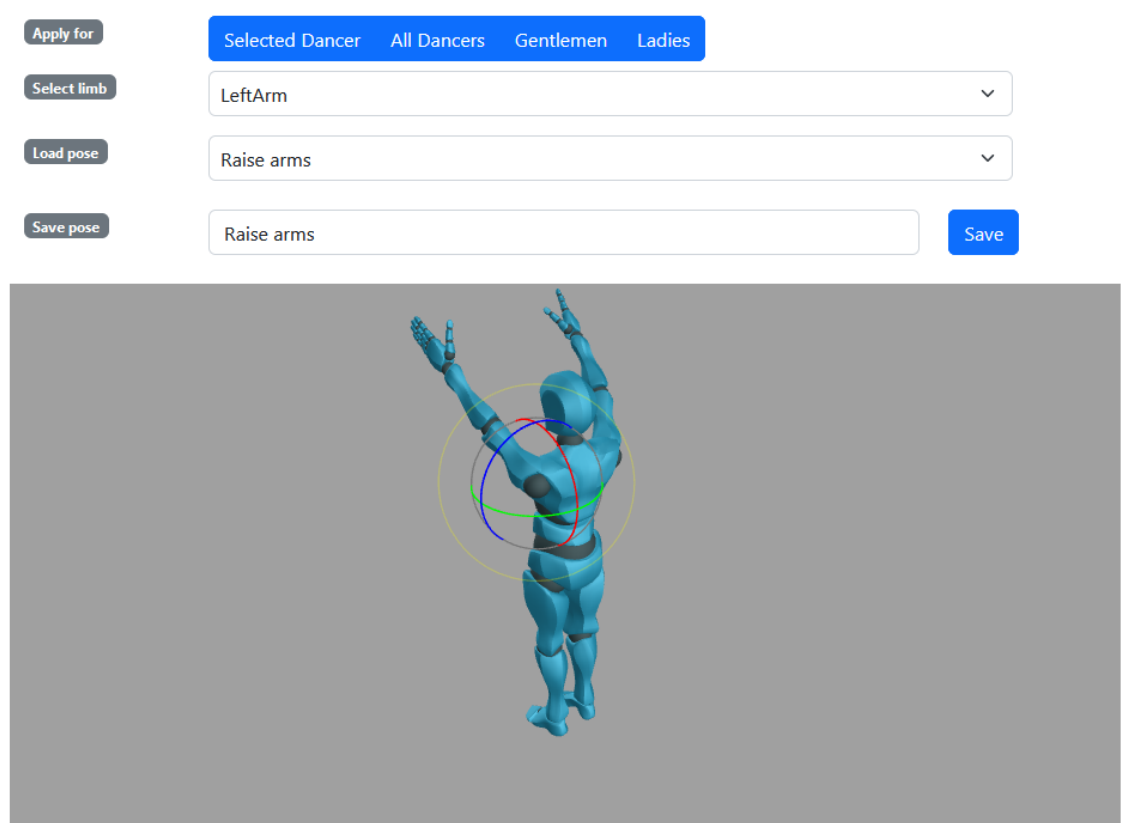 Apply for
Selected Dancer All Dancers Gentlemen Ladies
Select limb
LeftArm
Load pose
Raise arms
Save pose
Raise arms
Save